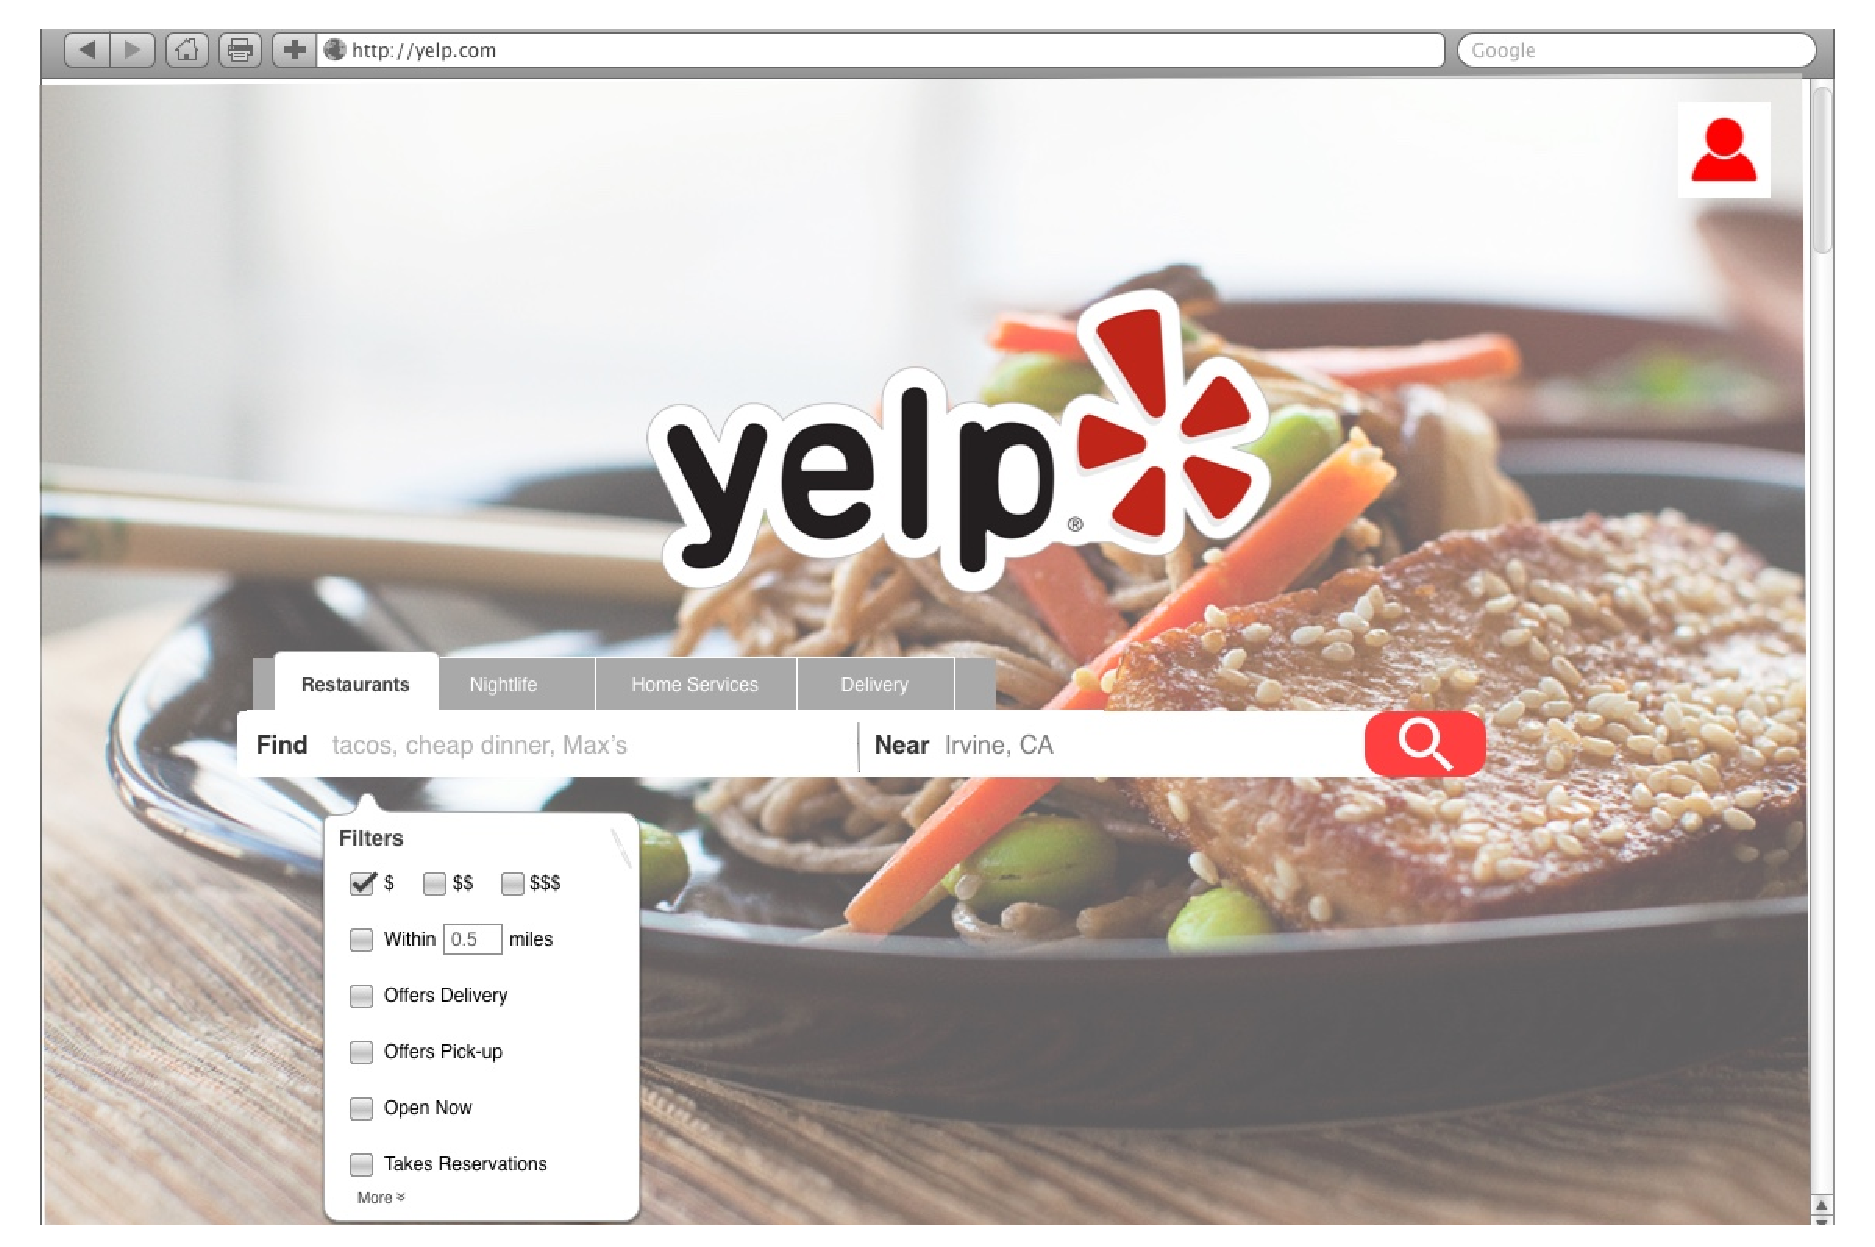 http://yelp.com
Google
yelp®
Restaurants Nightlife Home Services Delivery
Find tacos, cheap dinner, Max's Near Irvine, CA
Filters
$ $$ $$$
Within 0.5 miles
Offers Delivery
Offers Pick-up
Open Now
Takes Reservations
More